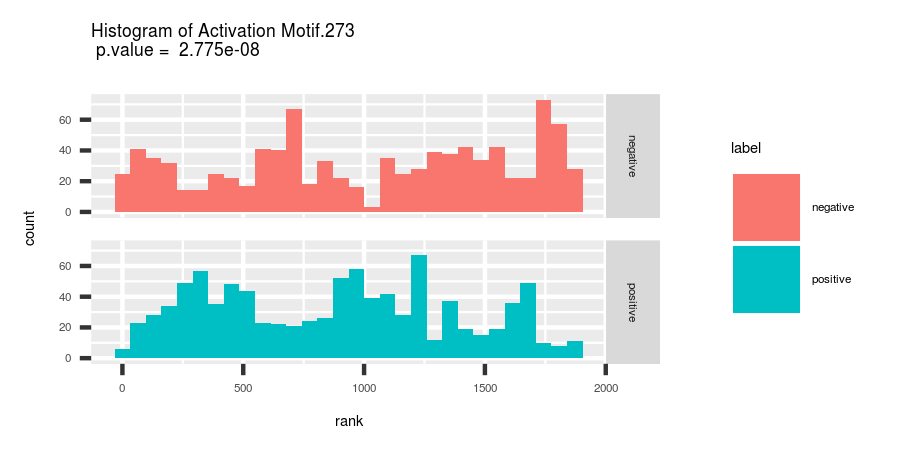 Histogram of Activation Motif.273
p.value = 2.775e-08
count
60
40
20
0
negative
60
40
20
0
positive
0 500 1000 1500 2000
rank
label
negative
positive